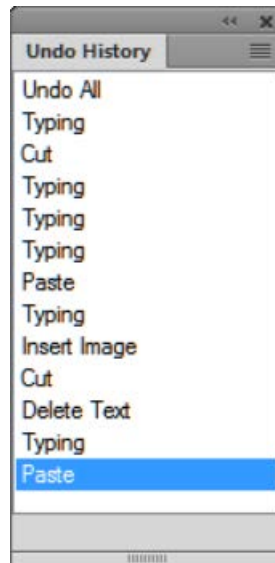 Undo History
Undo All
Typing
Cut
Typing
Typing
Typing
Paste
Typing
Insert Image
Cut
Delete Text
Typing
Paste